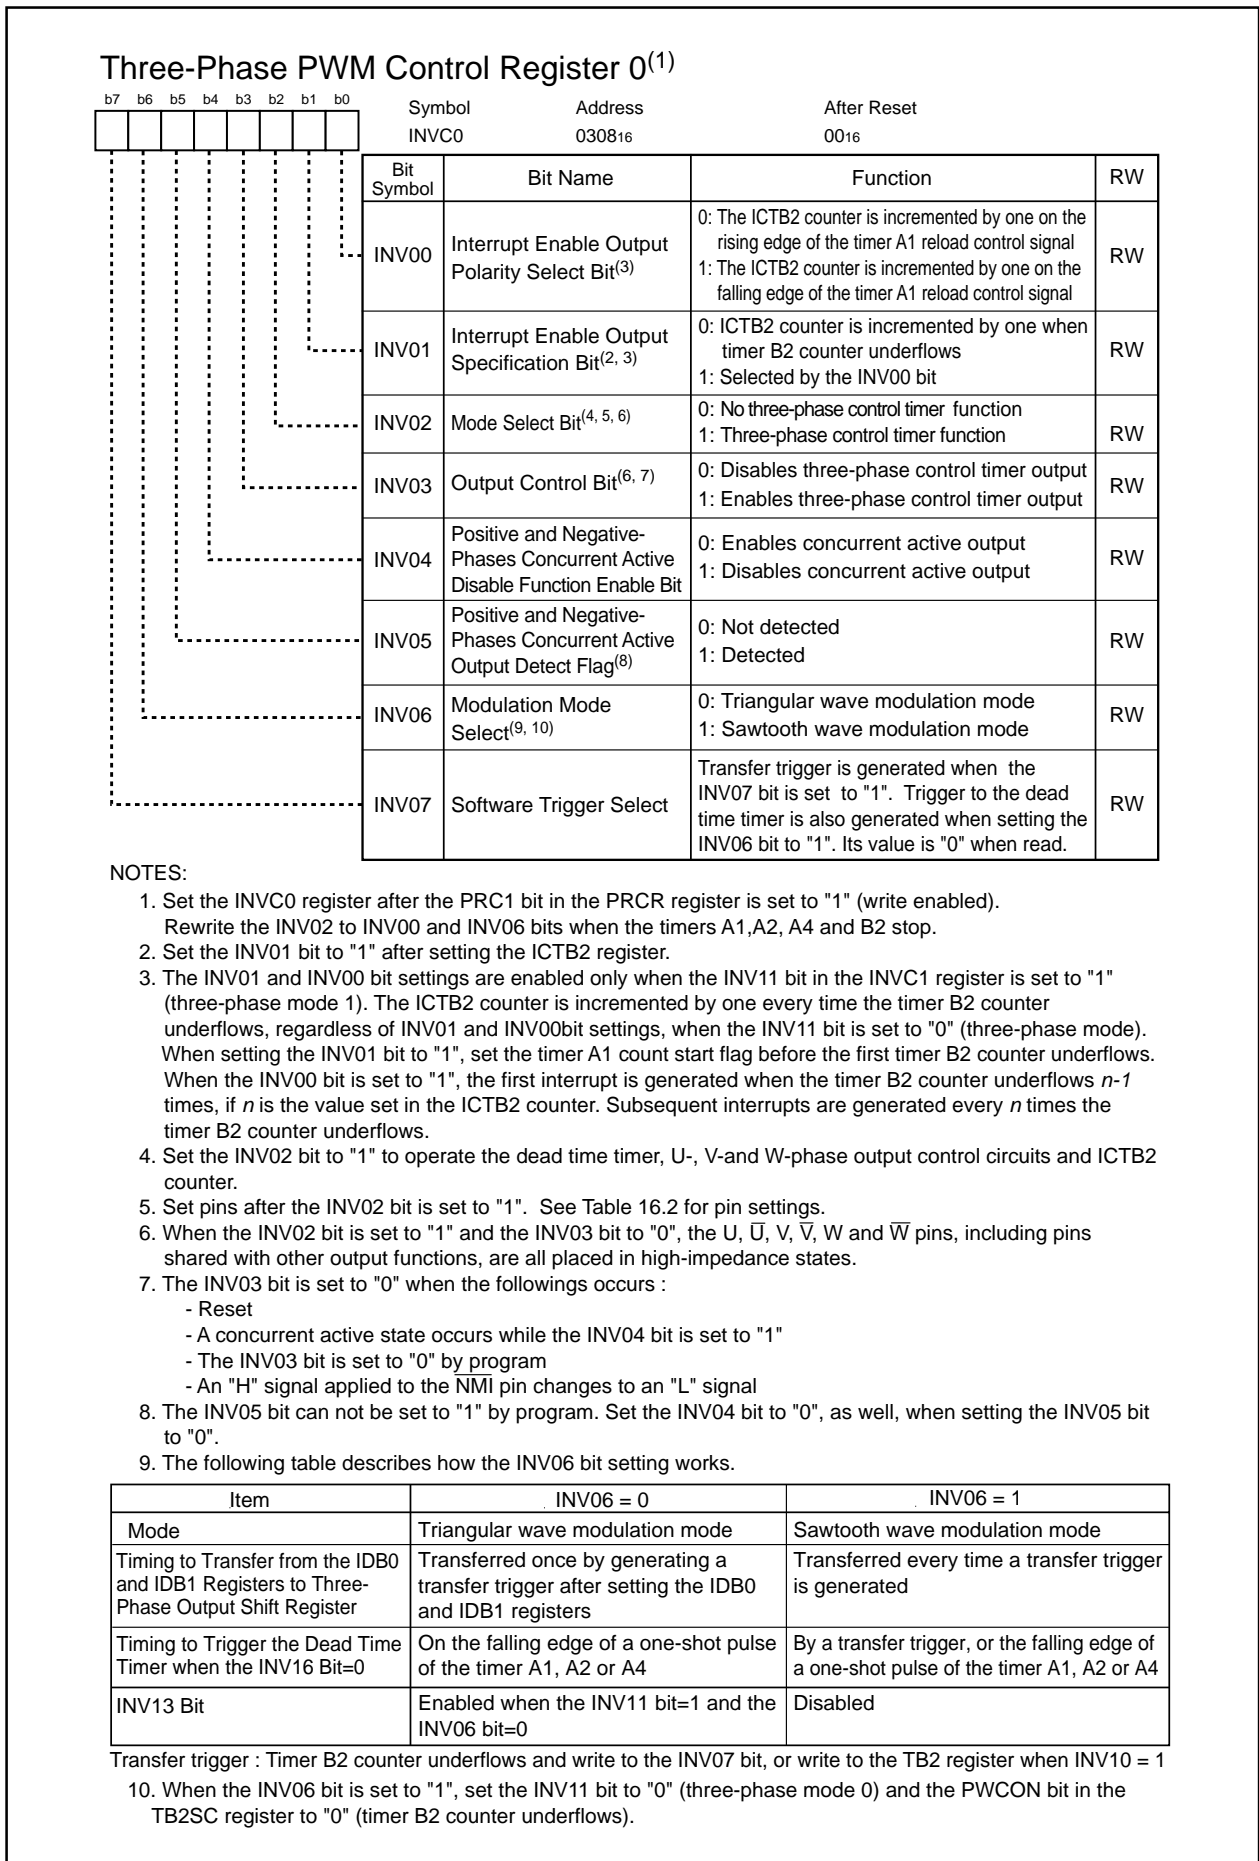 Three-Phase PWM Control Register 0(1)
b7 b6 b5 b4 b3 b2 b1 b0
Symbol Address After Reset
INVC0 030816 0016
Bit Symbol Bit Name Function RW
INV00
Interrupt Enable Output
Polarity Select Bit(3)
0: The ICTB2 counter is incremented by one on the
rising edge of the timer A1 reload control signal
1: The ICTB2 counter is incremented by one on the
falling edge of the timer A1 reload control signal
RW
INV01
Interrupt Enable Output
Specification Bit(2, 3)
0: ICTB2 counter is incremented by one when
timer B2 counter underflows
1: Selected by the INV00 bit
RW
INV02
Mode Select Bit(4, 5, 6)
0: No three-phase control timer function
1: Three-phase control timer function
RW
INV03
Output Control Bit(6, 7)
0: Disables three-phase control timer output
1: Enables three-phase control timer output
RW
INV04
Positive and Negative-
Phases Concurrent Active
Disable Function Enable Bit
0: Enables concurrent active output
1: Disables concurrent active output
RW
INV05
Positive and Negative-
Phases Concurrent Active
Output Detect Flag(8)
0: Not detected
1: Detected
RW
INV06
Modulation Mode
Select(9, 10)
0: Triangular wave modulation mode
1: Sawtooth wave modulation mode
RW
INV07
Software Trigger Select
Transfer trigger is generated when the
INV07 bit is set to "1". Trigger to the dead
time timer is also generated when setting the
INV06 bit to "1". Its value is "0" when read.
RW
NOTES:
1. Set the INVC0 register after the PRC1 bit in the PRCR register is set to "1" (write enabled).
Rewrite the INV02 to INV00 and INV06 bits when the timers A1,A2, A4 and B2 stop.
2. Set the INV01 bit to "1" after setting the ICTB2 register.
3. The INV01 and INV00 bit settings are enabled only when the INV11 bit in the INVC1 register is set to "1"
(three-phase mode 1). The ICTB2 counter is incremented by one every time the timer B2 counter
underflows, regardless of INV01 and INV00bit settings, when the INV11 bit is set to "0" (three-phase mode).
When setting the INV01 bit to "1", set the timer A1 count start flag before the first timer B2 counter underflows.
When the INV00 bit is set to "1", the first interrupt is generated when the timer B2 counter underflows n-1
times, if n is the value set in the ICTB2 counter. Subsequent interrupts are generated every n times the
timer B2 counter underflows.
4. Set the INV02 bit to "1" to operate the dead time timer, U-, V-and W-phase output control circuits and ICTB2
counter.
5. Set pins after the INV02 bit is set to "1". See Table 16.2 for pin settings.
6. When the INV02 bit is set to "1" and the INV03 bit to "0", the U, U̅, V, V̅, W and W̅ pins, including pins
shared with other output functions, are all placed in high-impedance states.
7. The INV03 bit is set to "0" when the followings occurs :
- Reset
- A concurrent active state occurs while the INV04 bit is set to "1"
- The INV03 bit is set to "0" by program
- An "H" signal applied to the N̅M̅I̅ pin changes to an "L" signal
8. The INV05 bit can not be set to "1" by program. Set the INV04 bit to "0", as well, when setting the INV05 bit
to "0".
9. The following table describes how the INV06 bit setting works.
Item INV06 = 0 INV06 = 1
Mode Triangular wave modulation mode Sawtooth wave modulation mode
Timing to Transfer from the IDB0
and IDB1 Registers to Three-
Phase Output Shift Register
Transferred once by generating a
transfer trigger after setting the IDB0
and IDB1 registers
Transferred every time a transfer trigger
is generated
Timing to Trigger the Dead Time
Timer when the INV16 Bit=0
On the falling edge of a one-shot pulse
of the timer A1, A2 or A4
By a transfer trigger, or the falling edge of
a one-shot pulse of the timer A1, A2 or A4
INV13 Bit
Enabled when the INV11 bit=1 and the
INV06 bit=0
Disabled
Transfer trigger : Timer B2 counter underflows and write to the INV07 bit, or write to the TB2 register when INV10 = 1
10. When the INV06 bit is set to "1", set the INV11 bit to "0" (three-phase mode 0) and the PWCON bit in the
TB2SC register to "0" (timer B2 counter underflows).